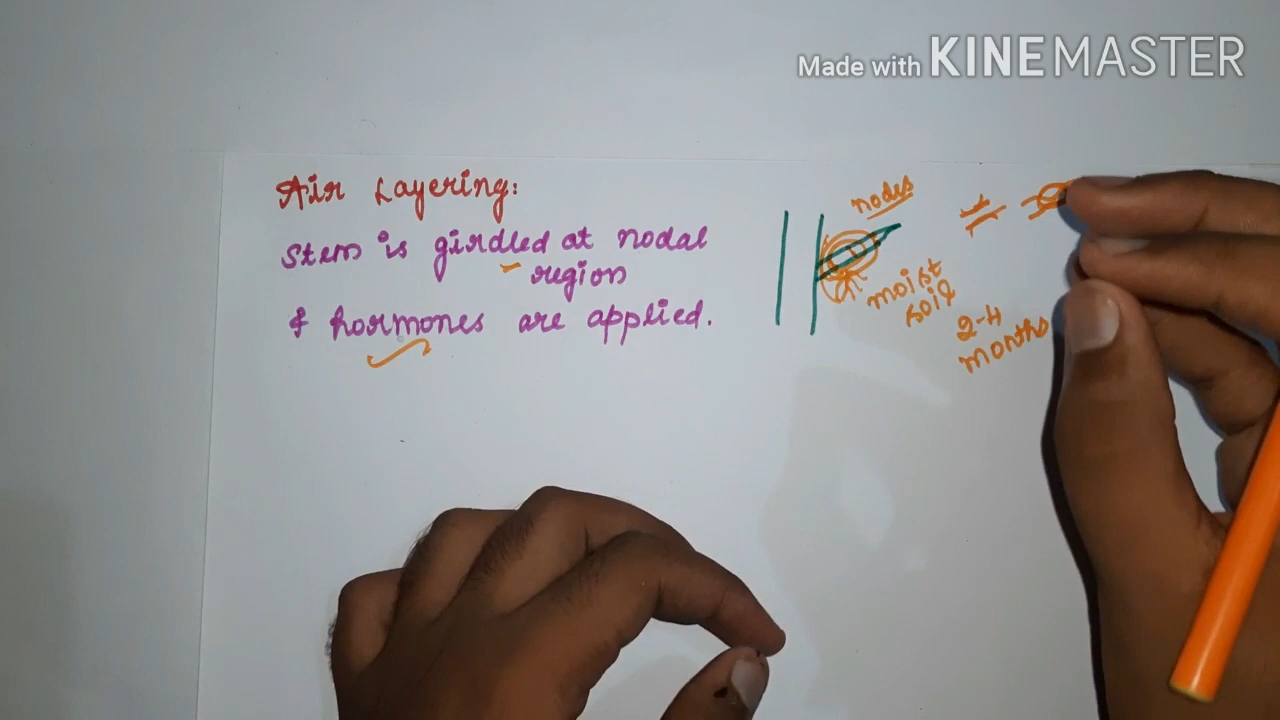 Made with KINEMASTER
Air Layering:
Stem is girdled at nodal
region
& hormones are applied.
nodes
moist
soil
2-4
months